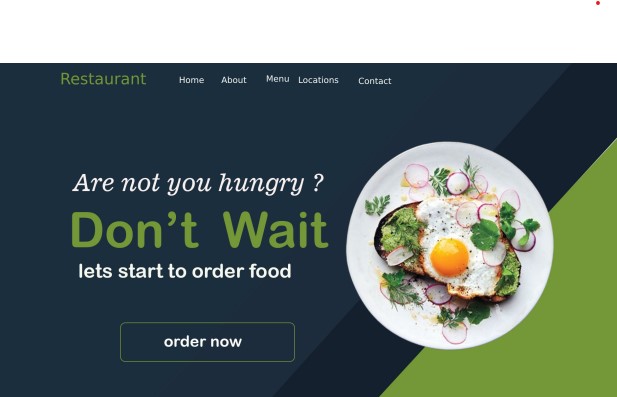 Restaurant Home About Menu Locations Contact
Are not you hungry ?
Don't Wait
lets start to order food
order now